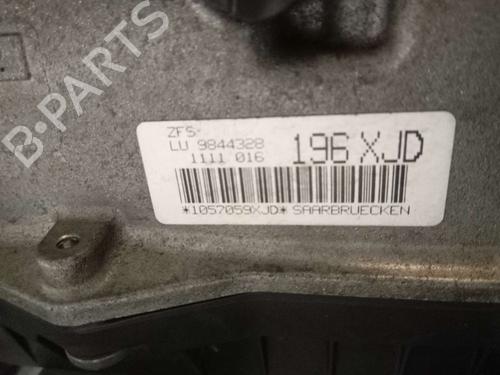 B-PARTS
ZFS-
LU 9844328
1111 016
196 XJD
*1057059XJD* SAARBRUECKEN